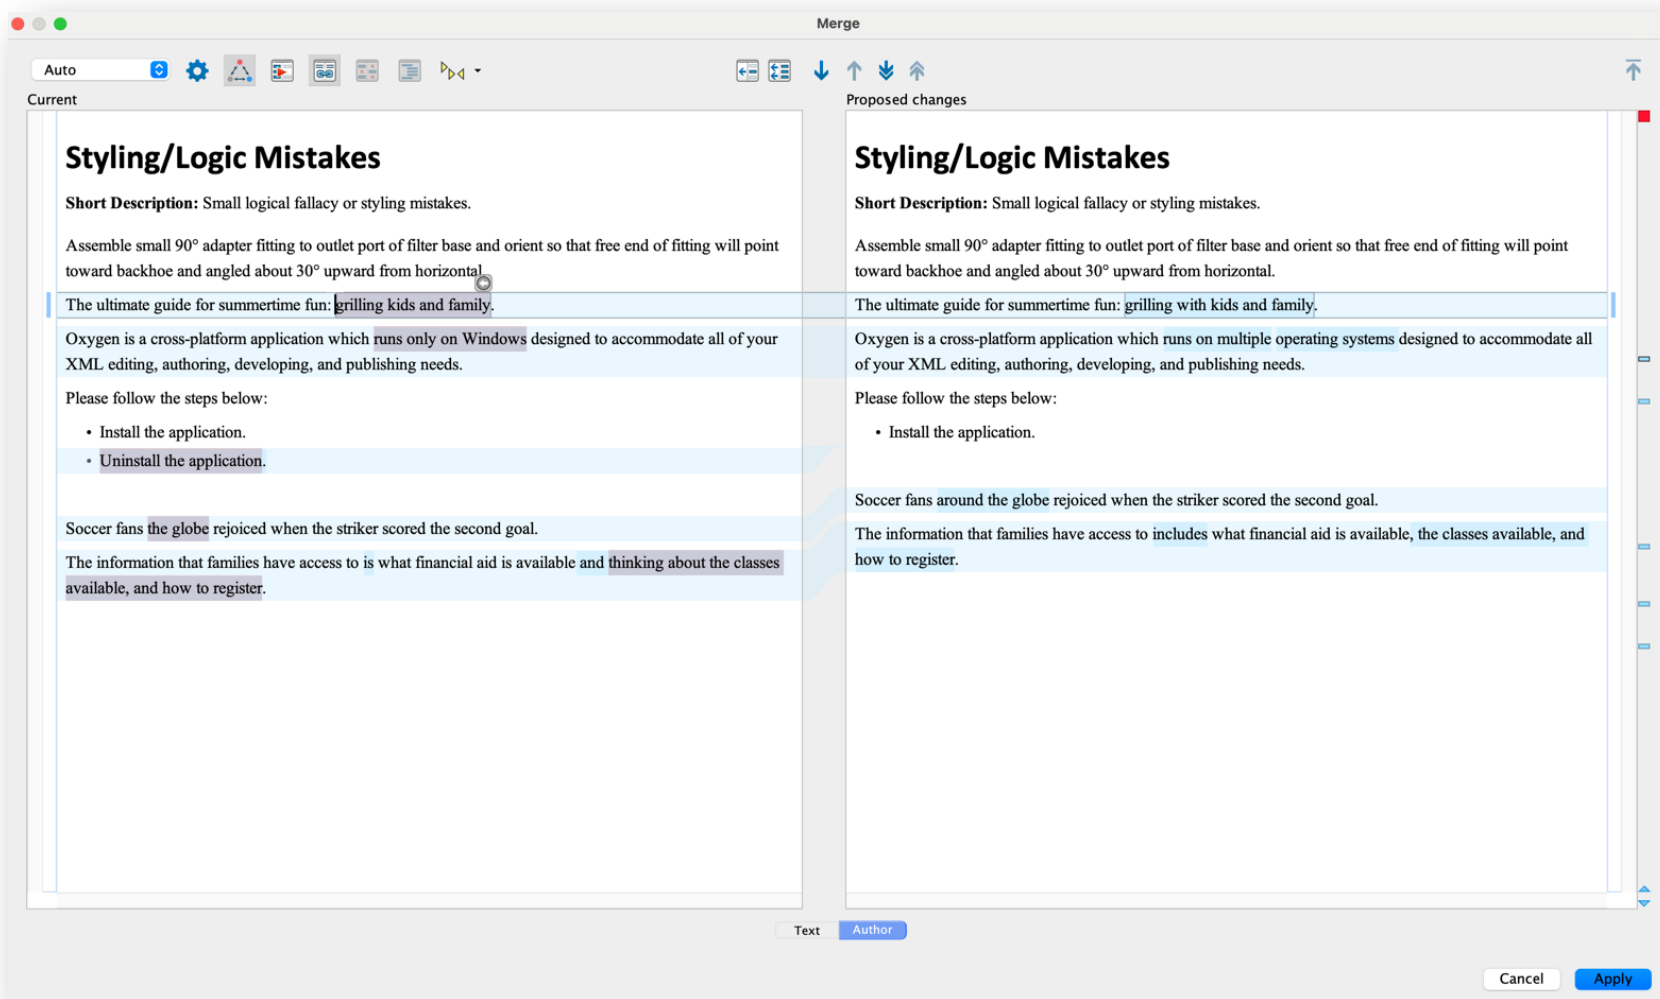 Merge
Auto
Current
Proposed changes
Styling/Logic Mistakes
Short Description: Small logical fallacy or styling mistakes.
Assemble small 90° adapter fitting to outlet port of filter base and orient so that free end of fitting will point
toward backhoe and angled about 30° upward from horizontal.
The ultimate guide for summertime fun: grilling kids and family.
Oxygen is a cross-platform application which runs only on Windows designed to accommodate all of your
XML editing, authoring, developing, and publishing needs.
Please follow the steps below:
• Install the application.
• Uninstall the application.
Soccer fans the globe rejoiced when the striker scored the second goal.
The information that families have access to is what financial aid is available and thinking about the classes
available, and how to register.
Styling/Logic Mistakes
Short Description: Small logical fallacy or styling mistakes.
Assemble small 90° adapter fitting to outlet port of filter base and orient so that free end of fitting will point
toward backhoe and angled about 30° upward from horizontal.
The ultimate guide for summertime fun: grilling with kids and family.
Oxygen is a cross-platform application which runs on multiple operating systems designed to accommodate all
of your XML editing, authoring, developing, and publishing needs.
Please follow the steps below:
• Install the application.
Soccer fans around the globe rejoiced when the striker scored the second goal.
The information that families have access to includes what financial aid is available, the classes available, and
how to register.
Text
Author
Cancel
Apply